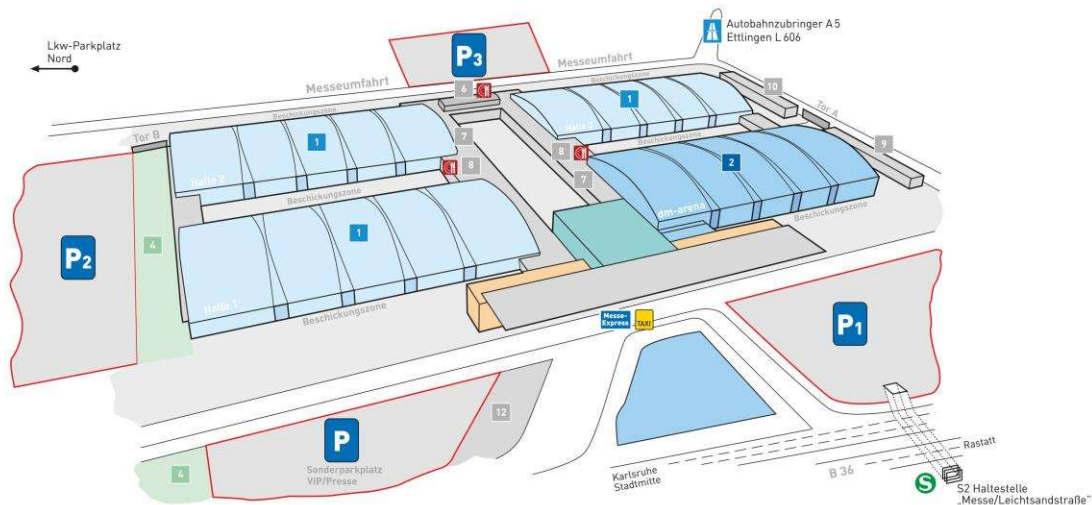 Autobahnzubringer A 5
Ettlingen L 606
Lkw-Parkplatz
Nord
P3
Messeumfahrt
Messeumfahrt
Beschickungszone
Beschickungszone
6
10
1
Halle 3
Tor A
Tor B
1
7
Beschickungszone
9
8
8
2
7
Halle 2
Beschickungszone
dm-arena
Beschickungszone
P2
4
1
Halle 1
Beschickungszone
Messe-
Express
TAXI
P1
12
P
Sonderparkplatz
ViP/Presse
4
Karlsruhe
Stadtmitte
B 36
Rastatt
S
S2 Haltestelle
„Messe/Leichtsandstraße"